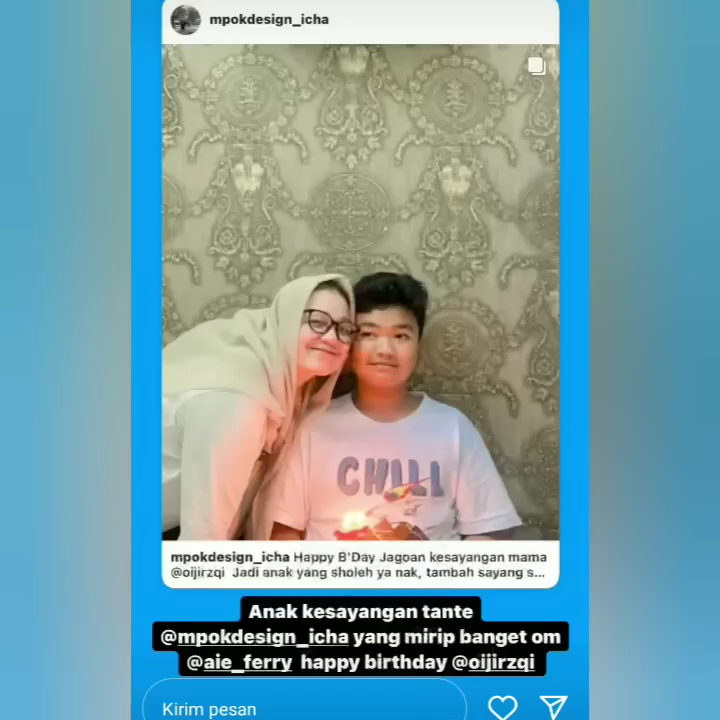 mpokdesign_icha
CHILL
mpokdesign_icha Happy B'Day Jagoan kesayangan mama
@oijirzqi Jadi anak yang sholeh ya nak, tambah sayang s...
Anak kesayangan tante
@mpokdesign_icha yang mirip banget om
@aie_ferry happy birthday @oijirzqi
Kirim pesan